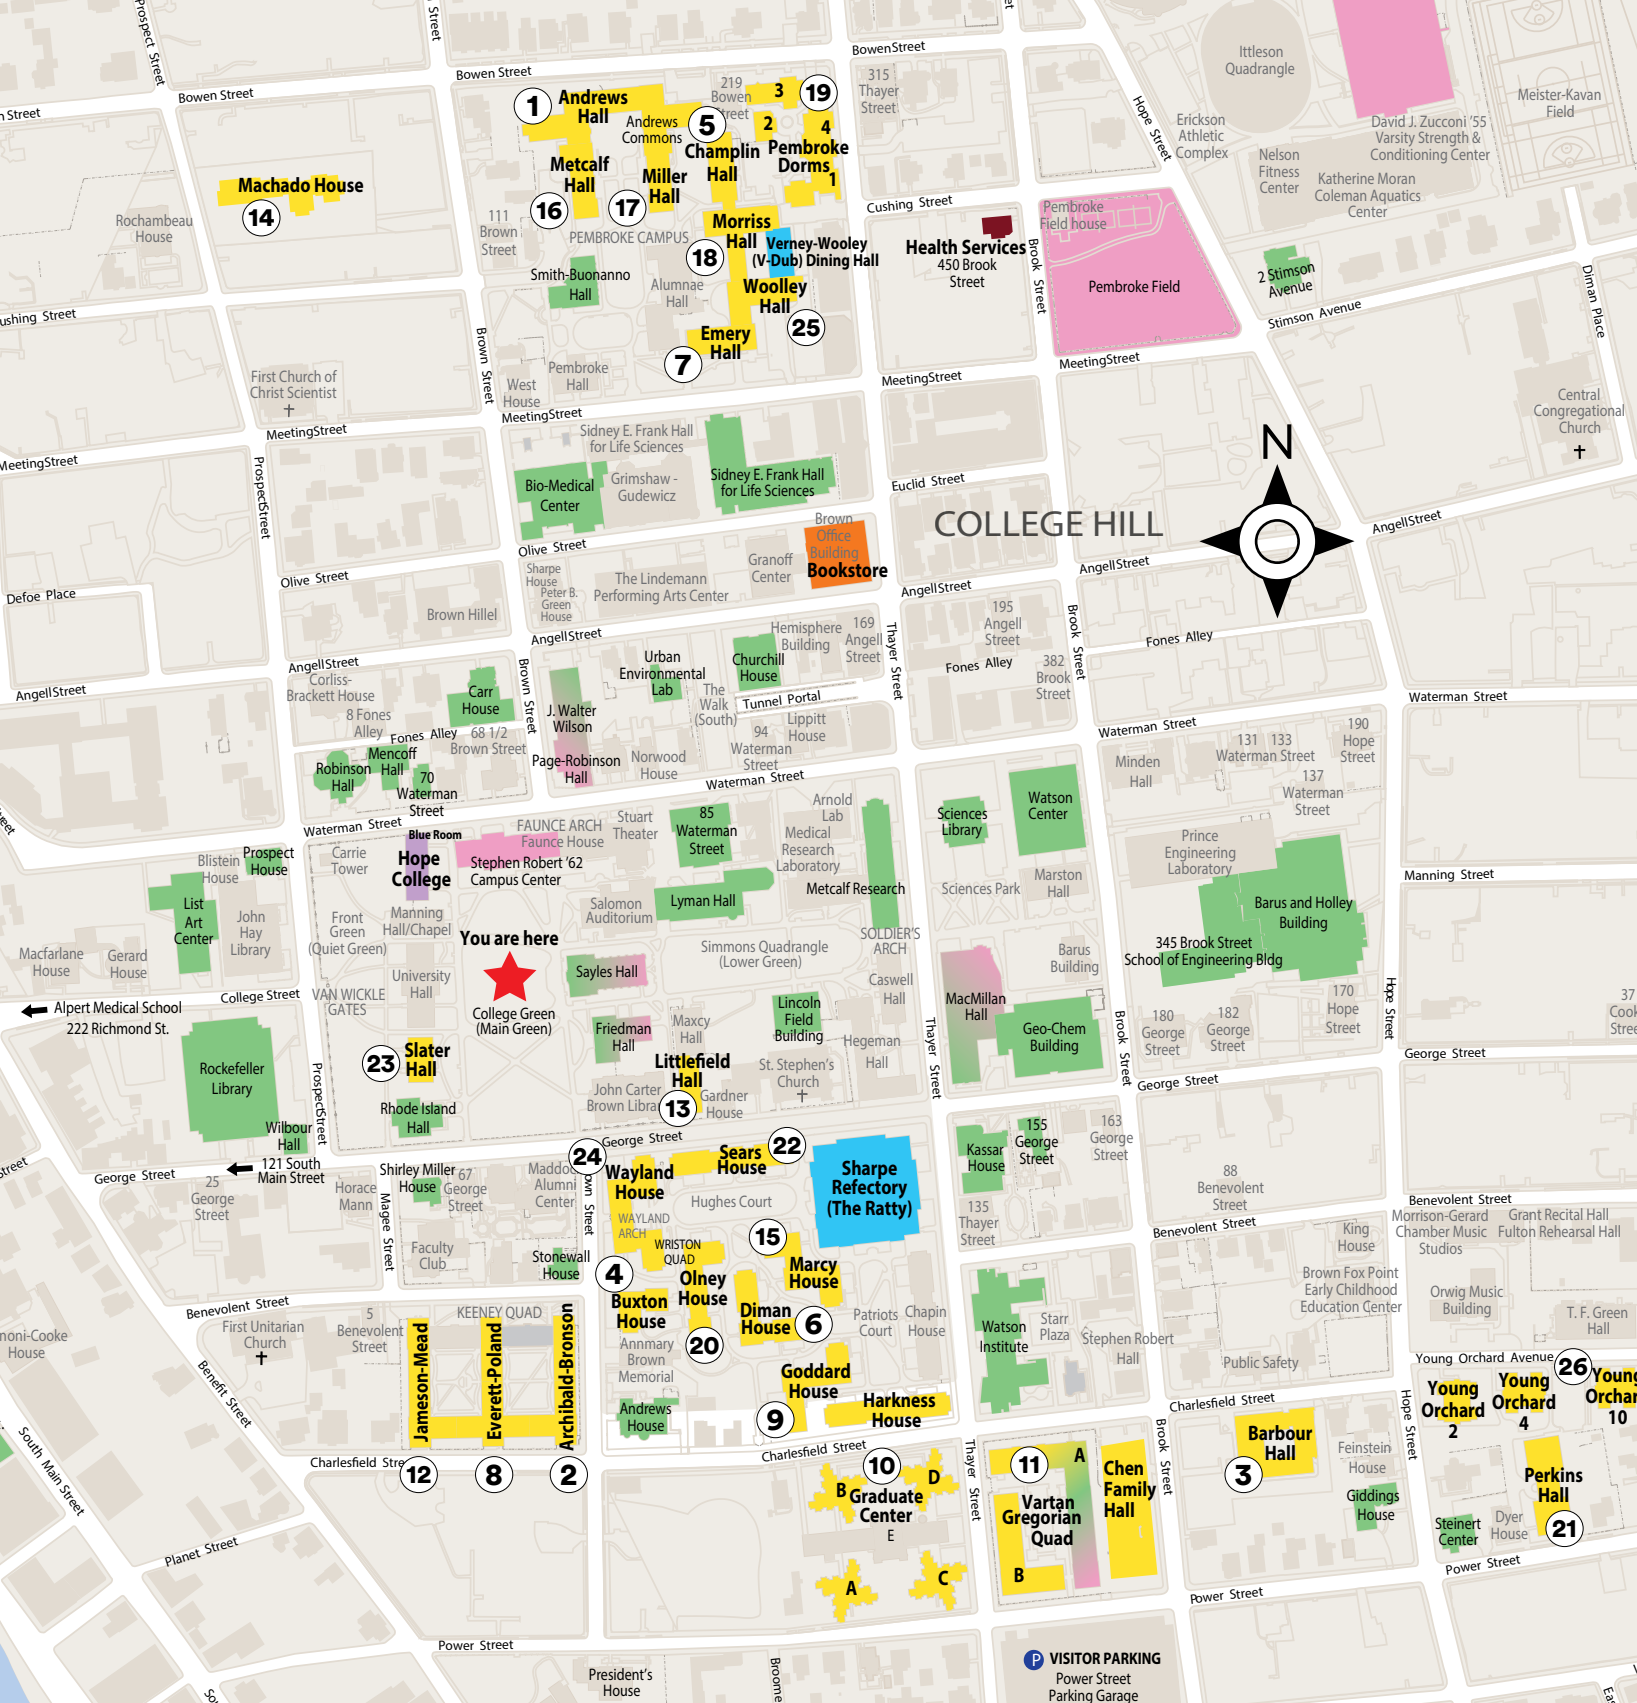 Prospect Street
Street
Bowen Street
Bowen Street
Bowen Street
Street
Hope Street
Ittleson
Quadrangle
Meister-Kavan
Field
David J. Zucconi '55
Varsity Strength &
Conditioning Center
Erickson
Athletic
Complex
Nelson
Fitness
Center
Katherine Moran
Coleman Aquatics
Center
315
Thayer
Street
219
Bowen
Street
1
Andrews
Hall
Andrews
Commons
5
Champlin
Hall
3
19
2
4
Pembroke
Dorms
1
Metcalf
Hall
16
Miller
Hall
17
Machado House
14
Rochambeau
House
111
Brown
Street
PEMBROKE CAMPUS
Morriss
Hall
18
Verney-Wooley
(V-Dub) Dining Hall
Smith-Buonanno
Hall
Alumnae
Hall
Woolley
Hall
25
Emery
Hall
7
Cushing Street
Health Services
450 Brook
Street
Brook Street
Pembroke
Field house
Pembroke Field
2 Stimson
Avenue
Stimson Avenue
Diman Place
ushing Street
Brown Street
First Church of
Christ Scientist
West
House
Pembroke
Hall
MeetingStreet
MeetingStreet
MeetingStreet
MeetingStreet
MeetingStreet
Central
Congregational
Church
N
COLLEGE HILL
Sidney E. Frank Hall
for Life Sciences
Bio-Medical
Center
Grimshaw -
Gudewicz
Sidney E. Frank Hall
for Life Sciences
Euclid Street
ProspectStreet
Olive Street
Olive Street
Brown
Office
Building
Bookstore
Granoff
Center
Sharpe
House
Peter B.
Green
House
The Lindemann
Performing Arts Center
Defoe Place
Brown Hillel
AngellStreet
AngellStreet
AngellStreet
AngellStreet
AngellStreet
AngellStreet
Hemisphere
Building
169
Angell
Street
Thayer Street
195
Angell
Street
Fones Alley
382
Brook
Street
Brook Street
Fones Alley
Corliss-
Brackett House
8 Fones
Alley
Fones Alley
Carr
House
68 1/2
Brown Street
Brown Street
J. Walter
Wilson
Page-Robinson
Hall
Urban
Environmental
Lab
Churchill
House
The
Walk
(South)
Tunnel Portal
Lippitt
House
94
Waterman
Street
Norwood
House
Robinson
Hall
Mencoff
Hall
70
Waterman
Street
Waterman Street
Waterman Street
Waterman Street
Waterman Street
Minden
Hall
131 133
Waterman Street
190
Hope
Street
137
Waterman
Street
Blue Room
Hope
College
FAUNCE ARCH
Faunce House
Stephen Robert '62
Campus Center
Stuart
Theater
85
Waterman
Street
Arnold
Lab
Medical
Research
Laboratory
Metcalf Research
Sciences
Library
Watson
Center
Prince
Engineering
Laboratory
Manning Street
Prospect
House
Blistein
House
Carrie
Tower
List
Art
Center
John
Hay
Library
Front
Green
(Quiet Green)
Manning
Hall/Chapel
Salomon
Auditorium
Lyman Hall
Sciences Park
Marston
Hall
Barus and Holley
Building
345 Brook Street
School of Engineering Bldg
Macfarlane
House
Gerard
House
You are here
College Green
(Main Green)
Sayles Hall
Simmons Quadrangle
(Lower Green)
SOLDIER'S
ARCH
Caswell
Hall
Barus
Building
University
Hall
VAN WICKLE
GATES
College Street
Alpert Medical School
222 Richmond St.
MacMillan
Hall
Geo-Chem
Building
180
George
Street
182
George
Street
170
Hope
Street
Hope Street
37
Cook
Stree
Rockefeller
Library
23
Slater
Hall
Friedman
Hall
Maxcy
Hall
Lincoln
Field
Building
Hegeman
Hall
Thayer Street
Brook Street
Littlefield
Hall
13
St. Stephen's
Church
John Carter
Brown Libra
Gardner
House
ProspectStreet
Rhode Island
Hall
Wilbour
Hall
George Street
George Street
George Street
George Street
121 South
Main Street
Kassar
House
155
George
Street
163
George
Street
24
Wayland
House
Sears
House
22
Sharpe
Refectory
(The Ratty)
25
George
Street
Horace
Mann
Shirley Miller
House
67
George
Street
Magee Street
Hughes Court
WAYLAND
ARCH
15
135
Thayer
Street
88
Benevolent
Street
Benevolent Street
Benevolent Street
Benevolent Street
Morrison-Gerard
Chamber Music
Studios
Grant Recital Hall
Fulton Rehearsal Hall
King
House
Faculty
Club
Stonewall
House
WRISTON
QUAD
4
Olney
House
Marcy
House
Buxton
House
Diman
House
6
20
Patriots
Court
Chapin
House
Watson
Institute
Starr
Plaza
Stephen Robert
Hall
Brown Fox Point
Early Childhood
Education Center
Orwig Music
Building
T. F. Green
Hall
Public Safety
First Unitarian
Church
5
Benevolent
Street
KEENEY QUAD
Jameson-Mead
Everett-Poland
Archibald-Bronson
Annmary
Brown
Memorial
Andrews
House
Goddard
House
9
Harkness
House
Charlesfield Street
Charlesfield Street
Young Orchard Avenue
26
Young
Orchard
2
Young
Orchard
4
Benefit Street
South Main Street
12
8
2
10
Graduate
Center
A
B
C
D
E
Thayer Street
11
Vartan
Gregorian
Quad
A
B
Chen
Family
Hall
Brook Street
Barbour
Hall
3
Feinstein
House
Giddings
House
Hope Street
Steinert
Center
Dyer
House
Perkins
Hall
21
Planet Street
Power Street
Power Street
Power Street
President's
House
Broome
P VISITOR PARKING
Power Street
Parking Garage